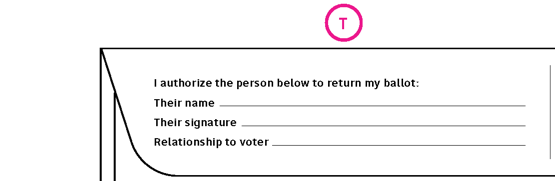 T
I authorize the person below to return my ballot:
Their name
Their signature
Relationship to voter